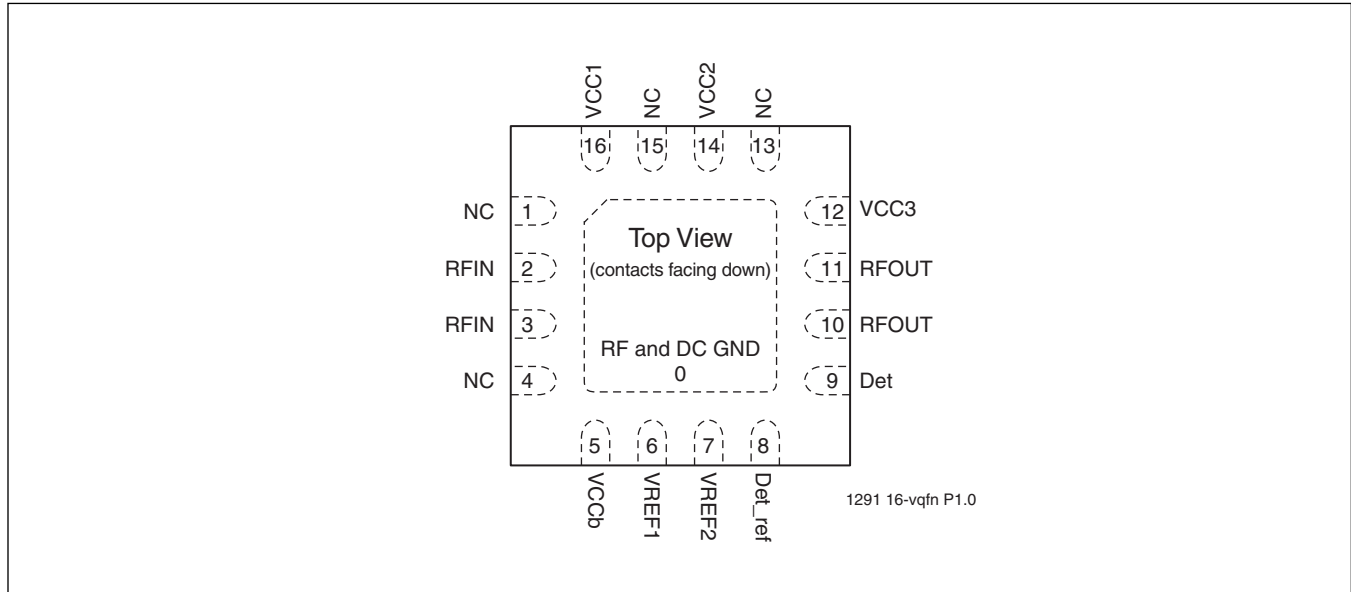 VCC1
NC
VCC2
NC
16
15
14
13
NC 1
12 VCC3
Top View
RFIN 2
(contacts facing down)
11 RFOUT
RFIN 3
10 RFOUT
RF and DC GND
NC 4
0
9 Det
5
6
7
8
VCCb
VREF1
VREF2
Det_ref
1291 16-vqfn P1.0